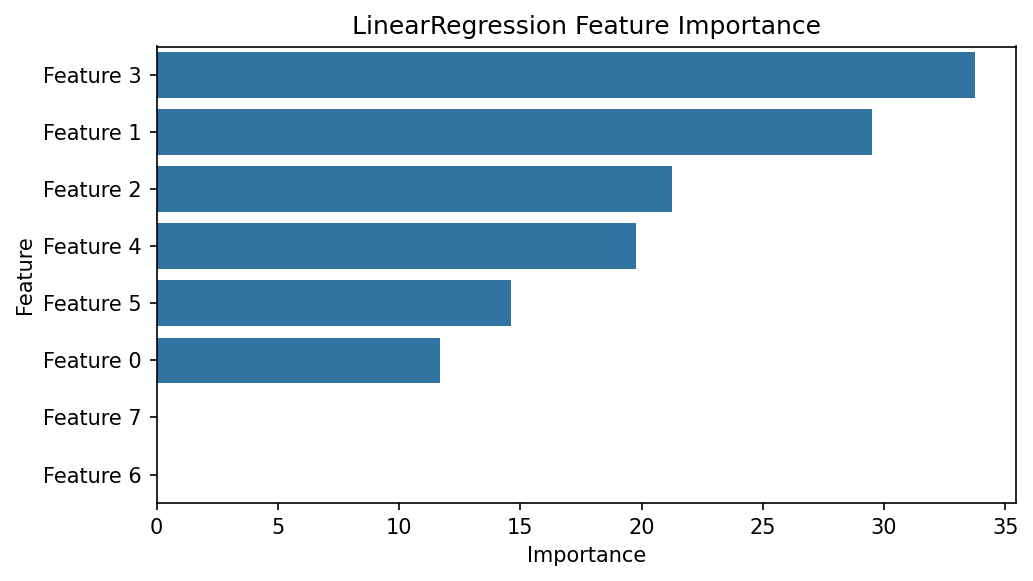 LinearRegression Feature Importance
Feature 3
Feature 1
Feature 2
Feature 4
Feature 5
Feature 0
Feature 7
Feature 6
Feature
0 5 10 15 20 25 30 35
Importance